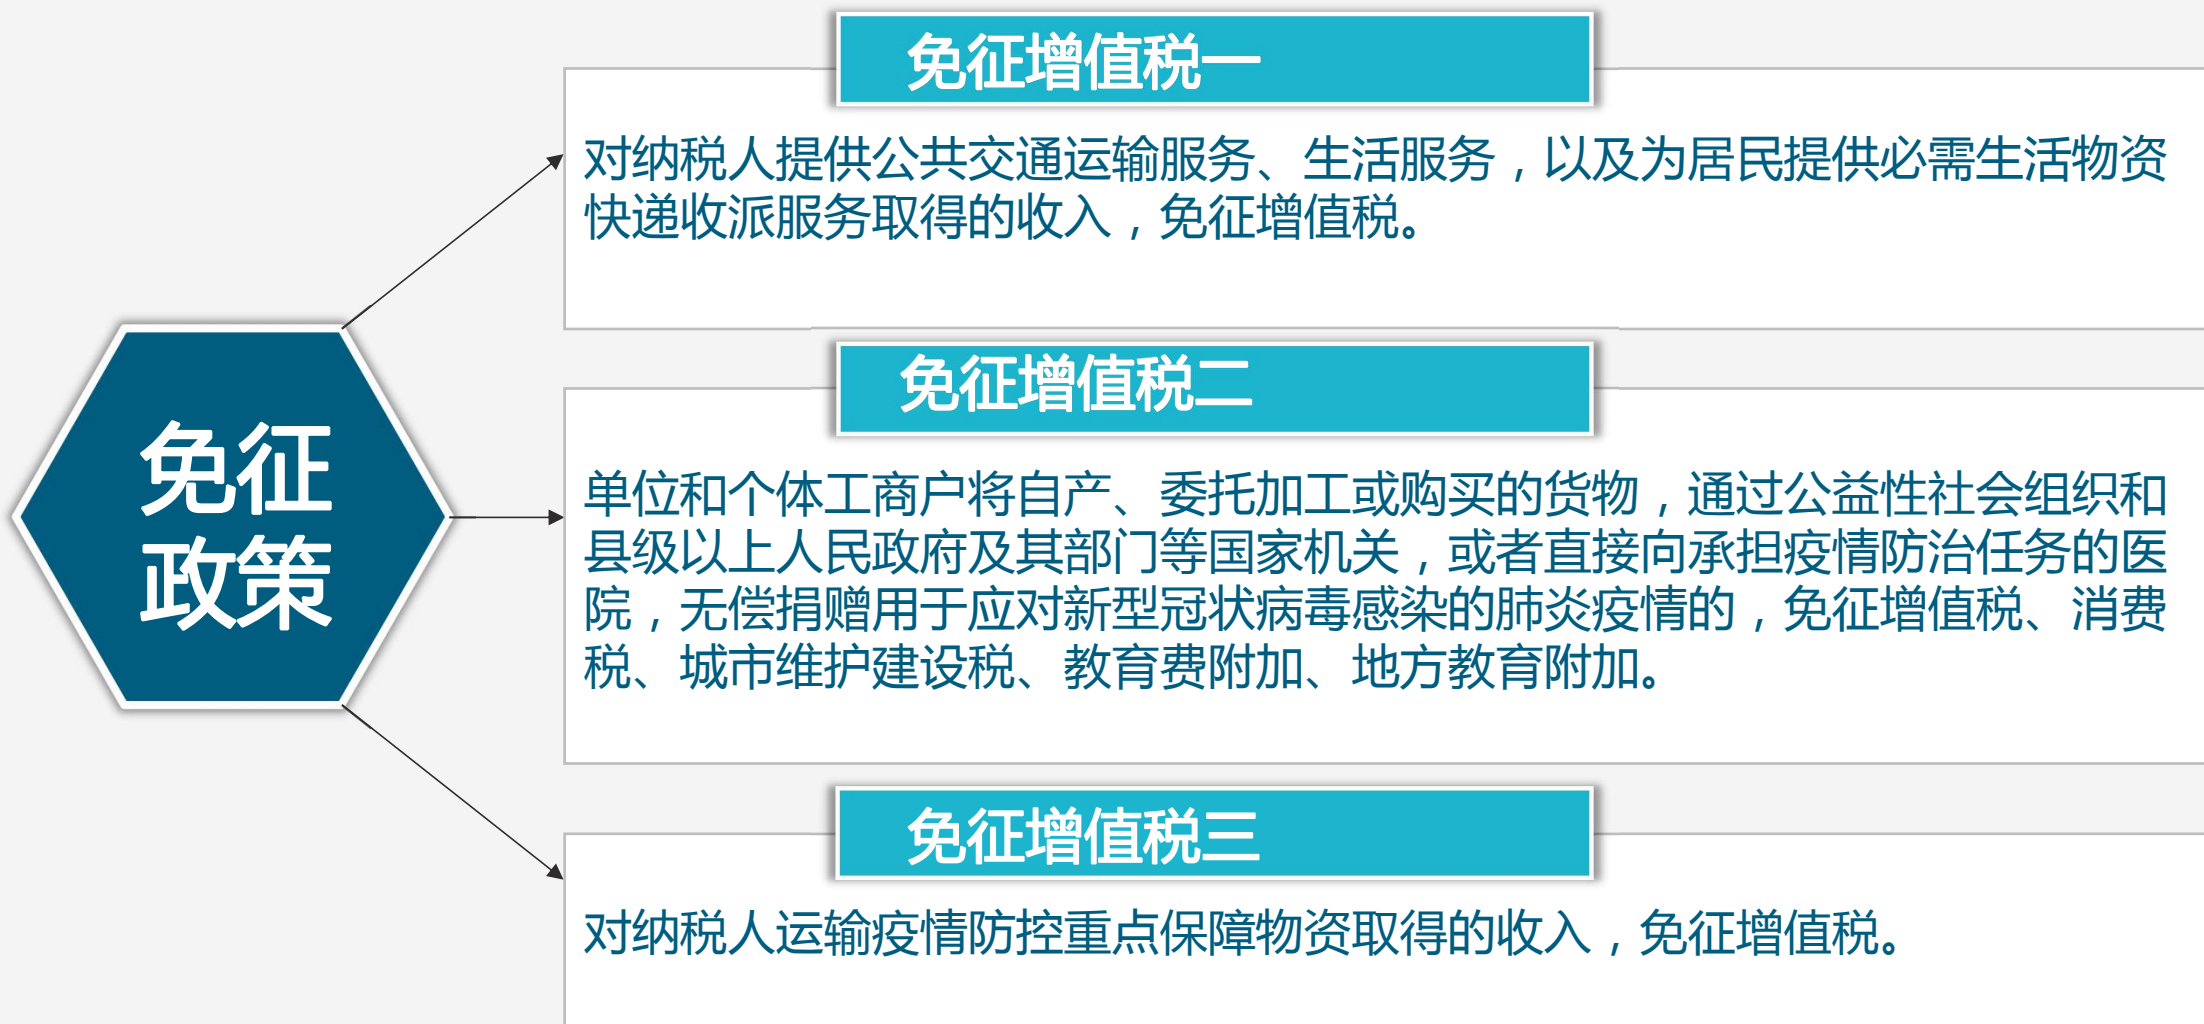 免征
政策
免征增值税一
对纳税人提供公共交通运输服务、生活服务，以及为居民提供必需生活物资
快递收派服务取得的收入，免征增值税。
免征增值税二
单位和个体工商户将自产、委托加工或购买的货物，通过公益性社会组织和
县级以上人民政府及其部门等国家机关，或者直接向承担疫情防治任务的医
院，无偿捐赠用于应对新型冠状病毒感染的肺炎疫情的，免征增值税、消费
税、城市维护建设税、教育费附加、地方教育附加。
免征增值税三
对纳税人运输疫情防控重点保障物资取得的收入，免征增值税。